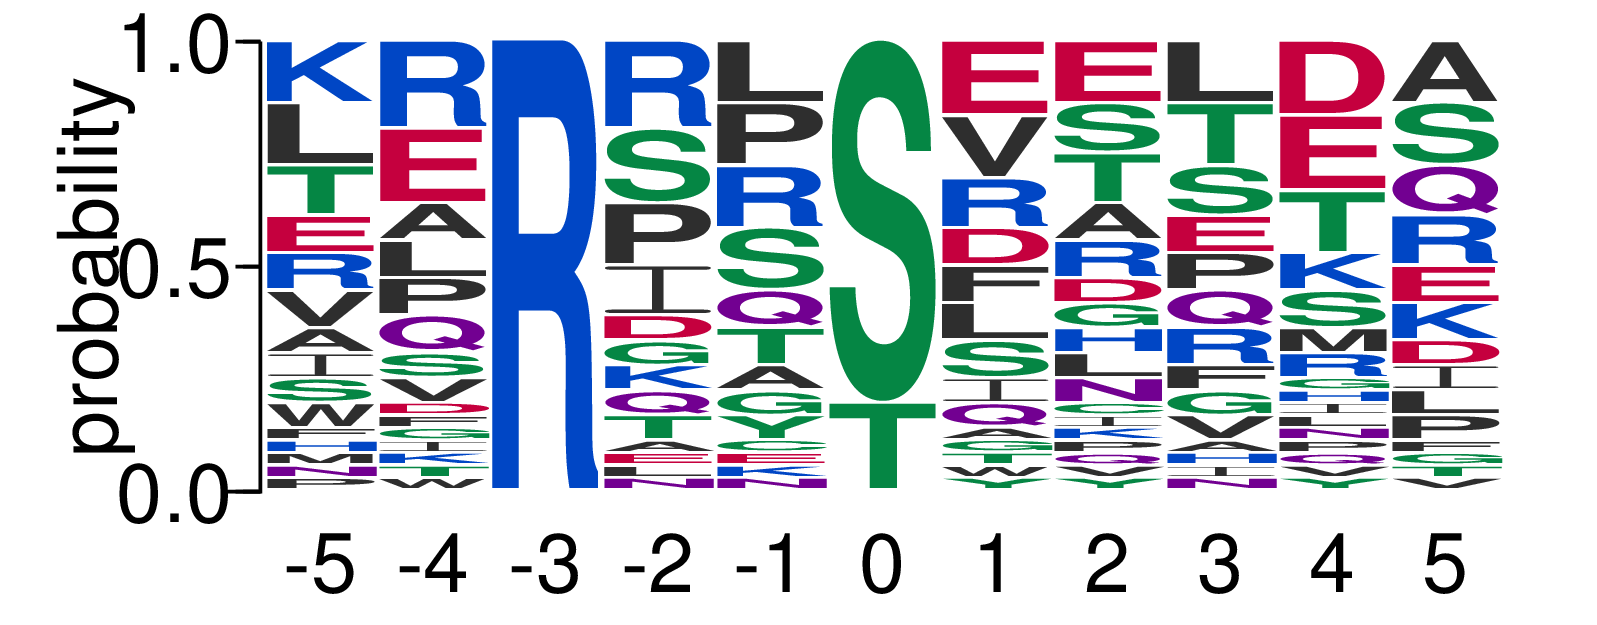 probability
1.0
0.5
0.0
K L T E R V A I S W F H M N P
R E A L P Q S V D F G I K T W
R
R S P I D G K Q T A E L N
L P R S Q T A G Y C E K N
S T
E V R D F L S I Q A G T W Y
E S T A R D G H L N C I K P Q V Y
L T S E P Q R F G V A H I N
D E T K S M R G H I L N P Q V Y
A S Q R E K D I L P F G T V
-5 -4 -3 -2 -1 0 1 2 3 4 5